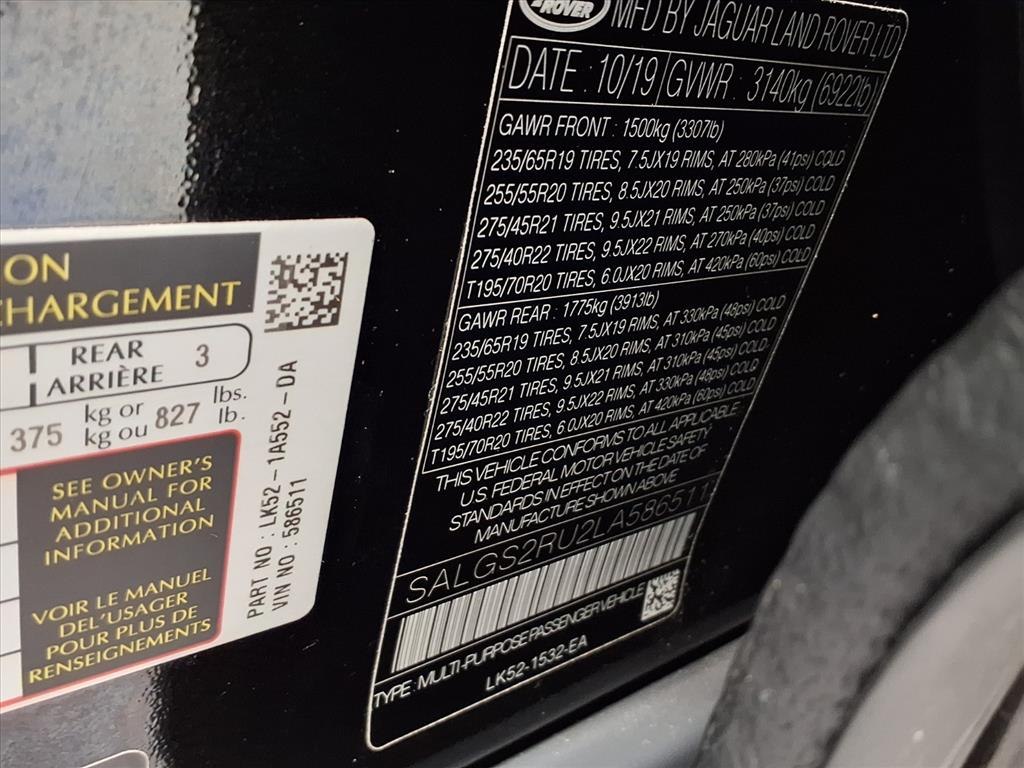 ROVER
MFD BY JAGUAR LAND ROVER LTD
DATE : 10/19 GVWR : 3140kg (6922lb)
GAWR FRONT : 1500kg (3307lb)
235/65R19 TIRES, 7.5JX19 RIMS, AT 280kPa (41psi) COLD
255/55R20 TIRES, 8.5JX20 RIMS, AT 250kPa (37psi) COLD
275/45R21 TIRES, 9.5JX21 RIMS, AT 250kPa (37psi) COLD
275/40R22 TIRES, 9.5JX22 RIMS, AT 270kPa (40psi) COLD
T195/70R20 TIRES, 6.0JX20 RIMS, AT 420kPa (60psi) COLD
GAWR REAR : 1775kg (3913lb)
235/65R19 TIRES, 7.5JX19 RIMS, AT 330kPa (48psi) COLD
255/55R20 TIRES, 8.5JX20 RIMS, AT 310kPa (45psi) COLD
275/45R21 TIRES, 9.5JX21 RIMS, AT 310kPa (45psi) COLD
275/40R22 TIRES, 9.5JX22 RIMS, AT 330kPa (48psi) COLD
T195/70R20 TIRES, 6.0JX20 RIMS, AT 420kPa (60psi) COLD
THIS VEHICLE CONFORMS TO ALL APPLICABLE
U.S. FEDERAL MOTOR VEHICLE SAFETY
STANDARDS IN EFFECT ON THE DATE OF
MANUFACTURE SHOWN ABOVE
SALGS2RU2LA586511
TYPE : MULTI-PURPOSE PASSENGER VEHICLE
LK52-1532-EA
ON
CHARGEMENT
REAR 3
ARRIÈRE
375 kg or 827 lbs.
kg ou lb.
SEE OWNER'S
MANUAL FOR
ADDITIONAL
INFORMATION
VOIR LE MANUEL
DEL'USAGER
POUR PLUS DE
RENSEIGNEMENTS
PART NO : LK52-1A552-DA
VIN NO : 586511